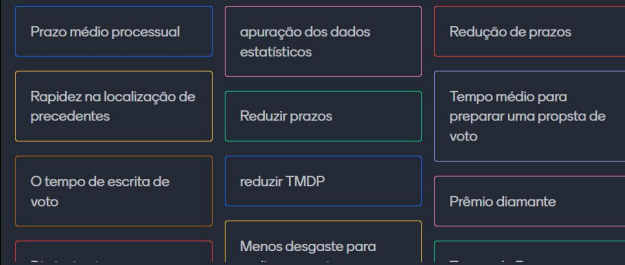 Prazo médio processual
Rapidez na localização de
precedentes
O tempo de escrita de
voto
apuração dos dados
estatísticos
Reduzir prazos
reduzir TMDP
Menos desgaste para
Redução de prazos
Tempo médio para
preparar uma propsta de
voto
Prêmio diamante